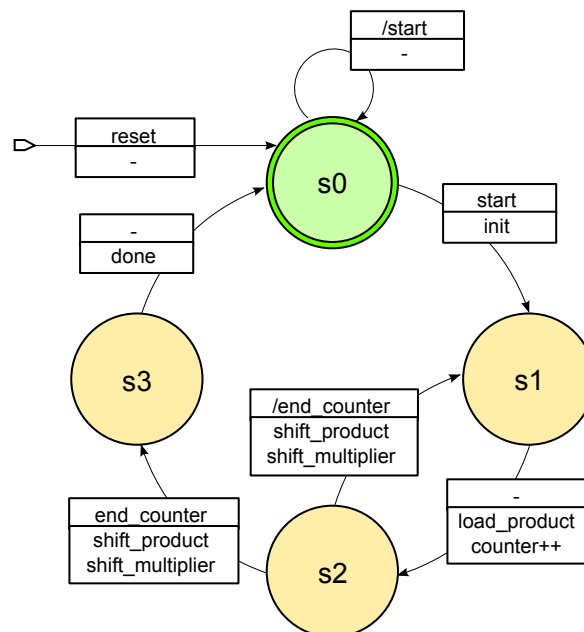 /start
-
reset
-
s0
start
init
-
done
s3
s1
/end_counter
shift_product
shift_multiplier
-
load_product
counter++
end_counter
shift_product
shift_multiplier
s2